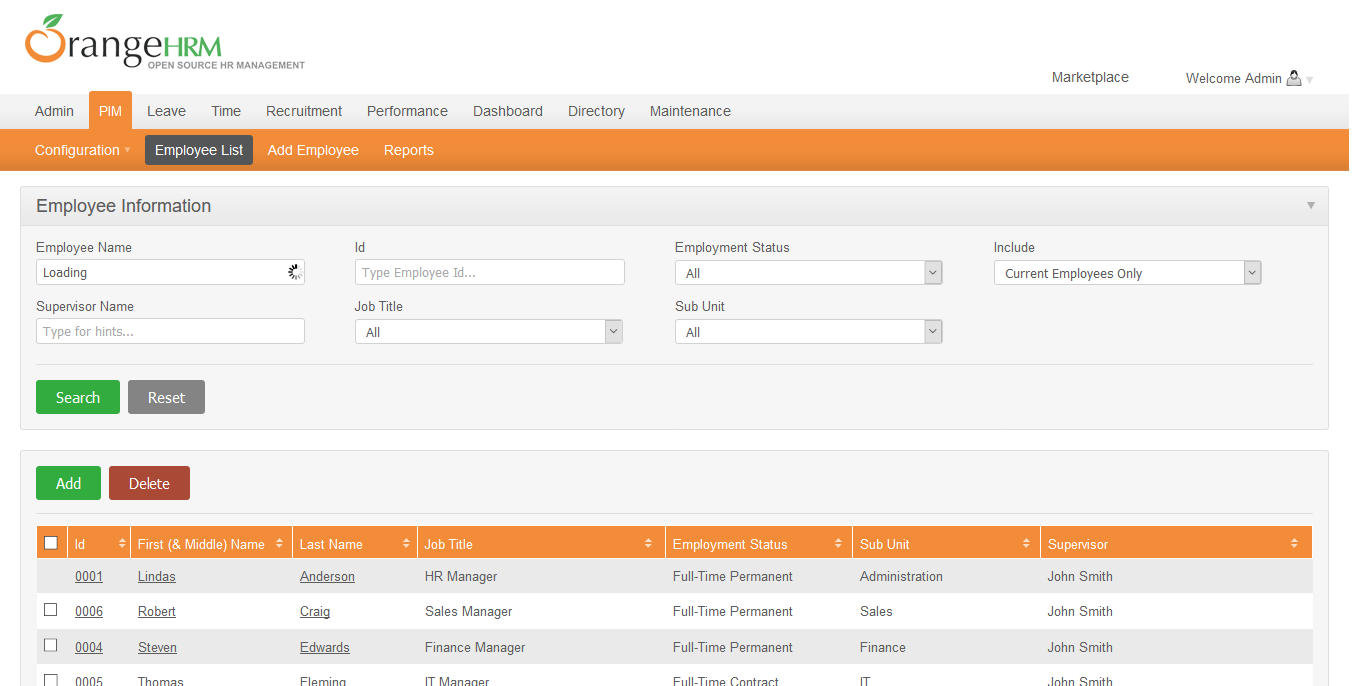 OrangeHRM
OPEN SOURCE HR MANAGEMENT
Marketplace Welcome Admin
Admin PIM Leave Time Recruitment Performance Dashboard Directory Maintenance
Configuration Employee List Add Employee Reports
Employee Information
Employee Name Id Employment Status Include
Loading Type Employee Id... All Current Employees Only
Supervisor Name Job Title Sub Unit
Type for hints... All All
Search Reset
Add Delete
Id First (& Middle) Name Last Name Job Title Employment Status Sub Unit Supervisor
0001 Lindas Anderson HR Manager Full-Time Permanent Administration John Smith
0006 Robert Craig Sales Manager Full-Time Permanent Sales John Smith
0004 Steven Edwards Finance Manager Full-Time Permanent Finance John Smith
0005 Thomas Fleming IT Manager Full-Time Contract IT John Smith